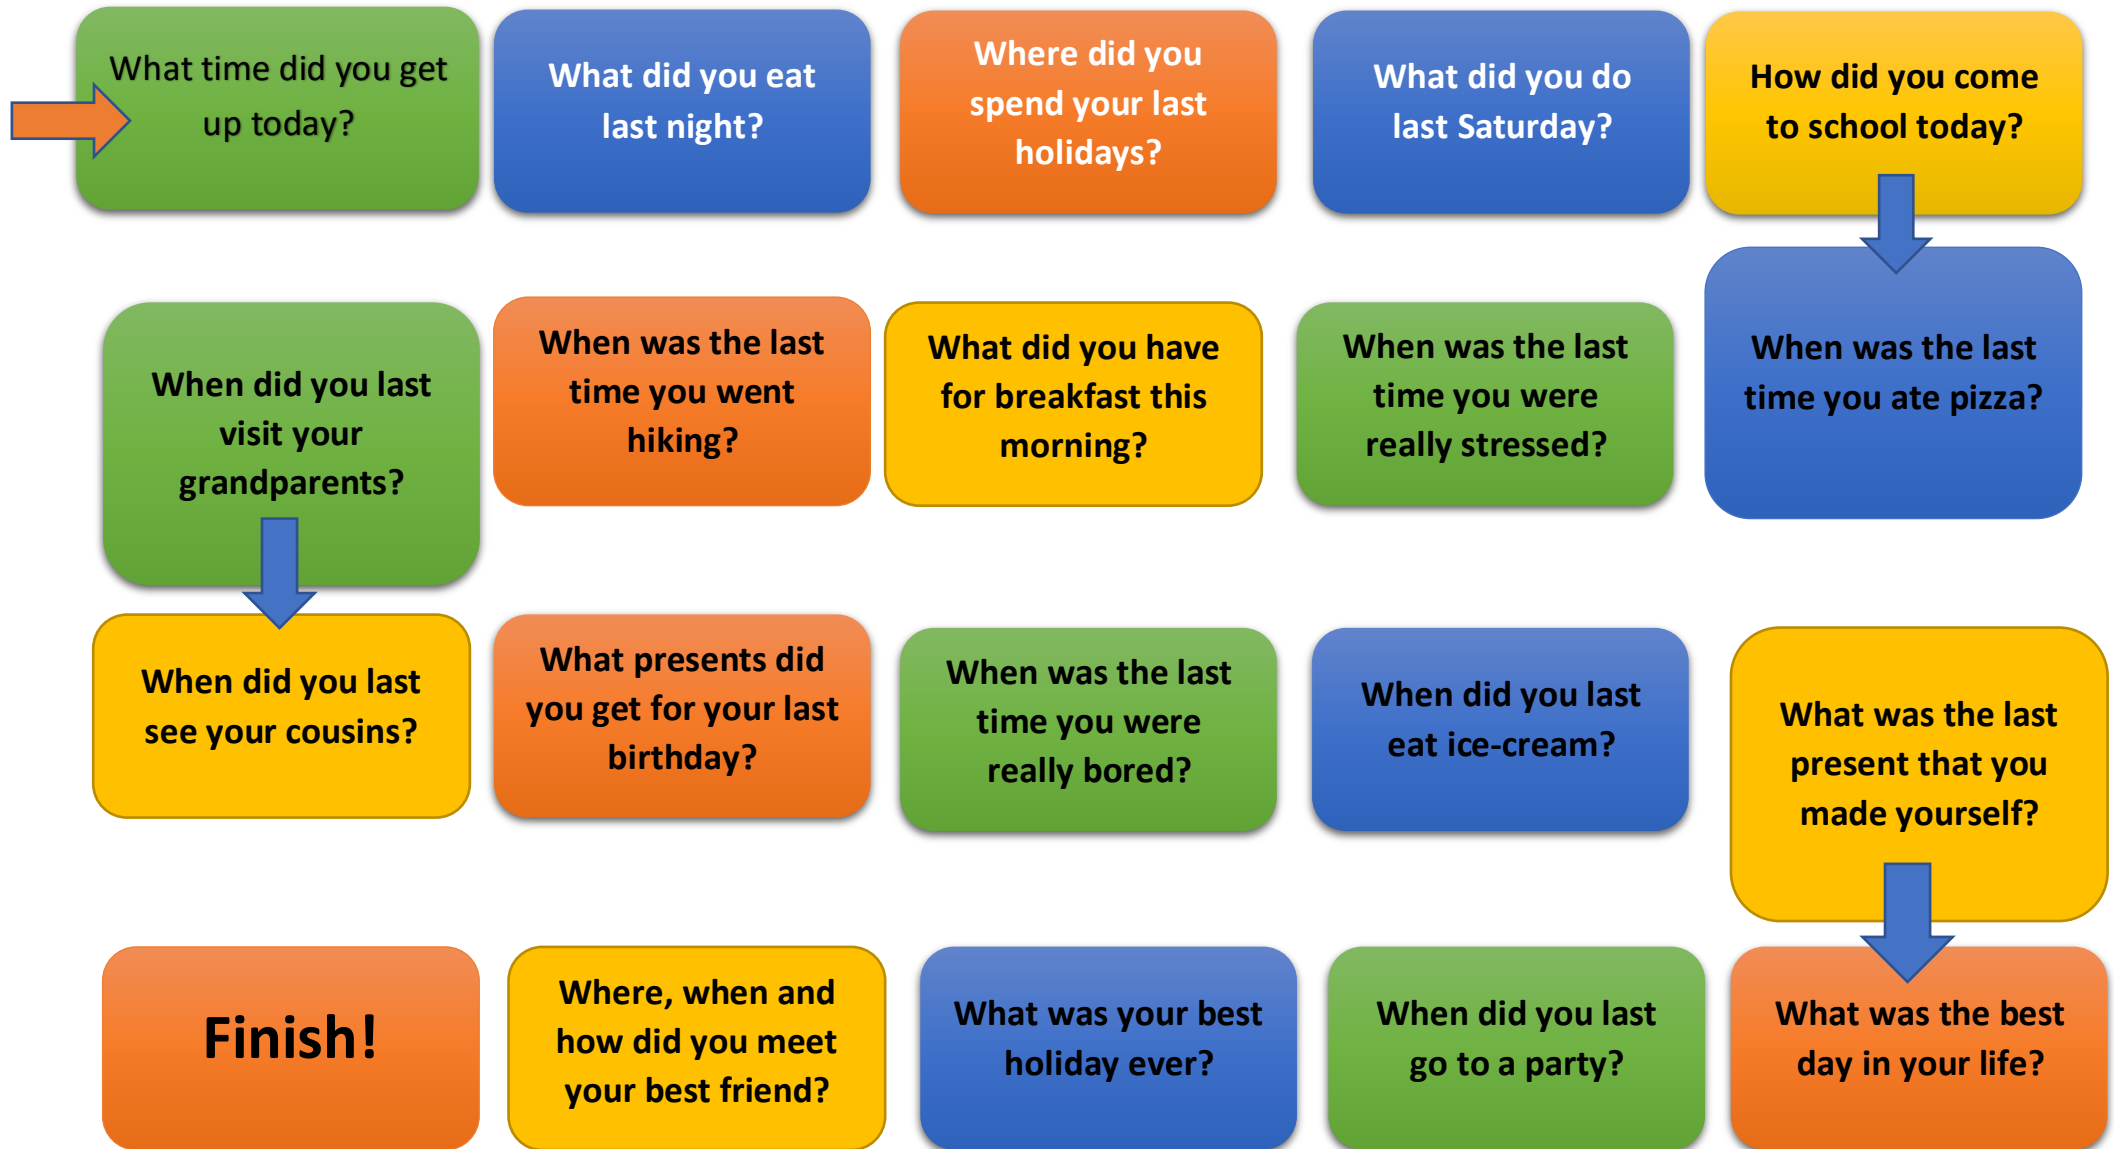 What time did you get
up today?
What did you eat
last night?
Where did you
spend your last
holidays?
What did you do
last Saturday?
How did you come
to school today?
When did you last
visit your
grandparents?
When was the last
time you went
hiking?
What did you have
for breakfast this
morning?
When was the last
time you were
really stressed?
When was the last
time you ate pizza?
When did you last
see your cousins?
What presents did
you get for your last
birthday?
When was the last
time you were
really bored?
When did you last
eat ice-cream?
What was the last
present that you
made yourself?
Finish!
Where, when and
how did you meet
your best friend?
What was your best
holiday ever?
When did you last
go to a party?
What was the best
day in your life?